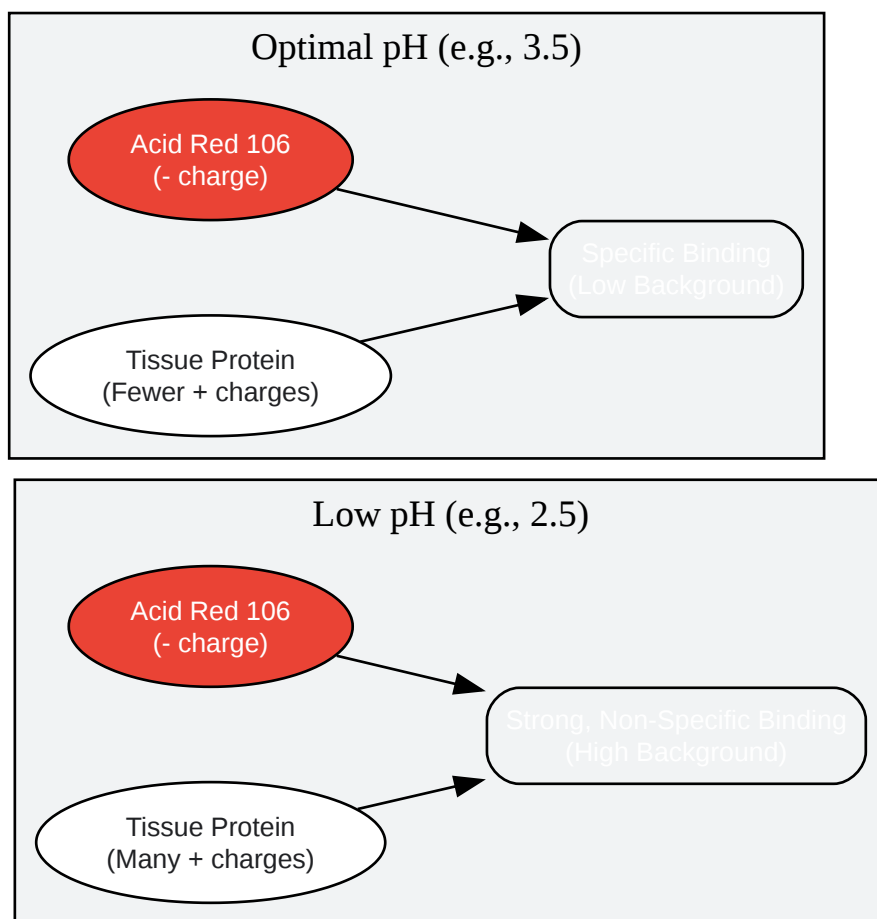 Optimal pH (e.g., 3.5)
Acid Red 106
(- charge)
Specific Binding
(Low Background)
Tissue Protein
(Fewer + charges)
Low pH (e.g., 2.5)
Acid Red 106
(- charge)
Strong, Non-Specific Binding
(High Background)
Tissue Protein
(Many + charges)